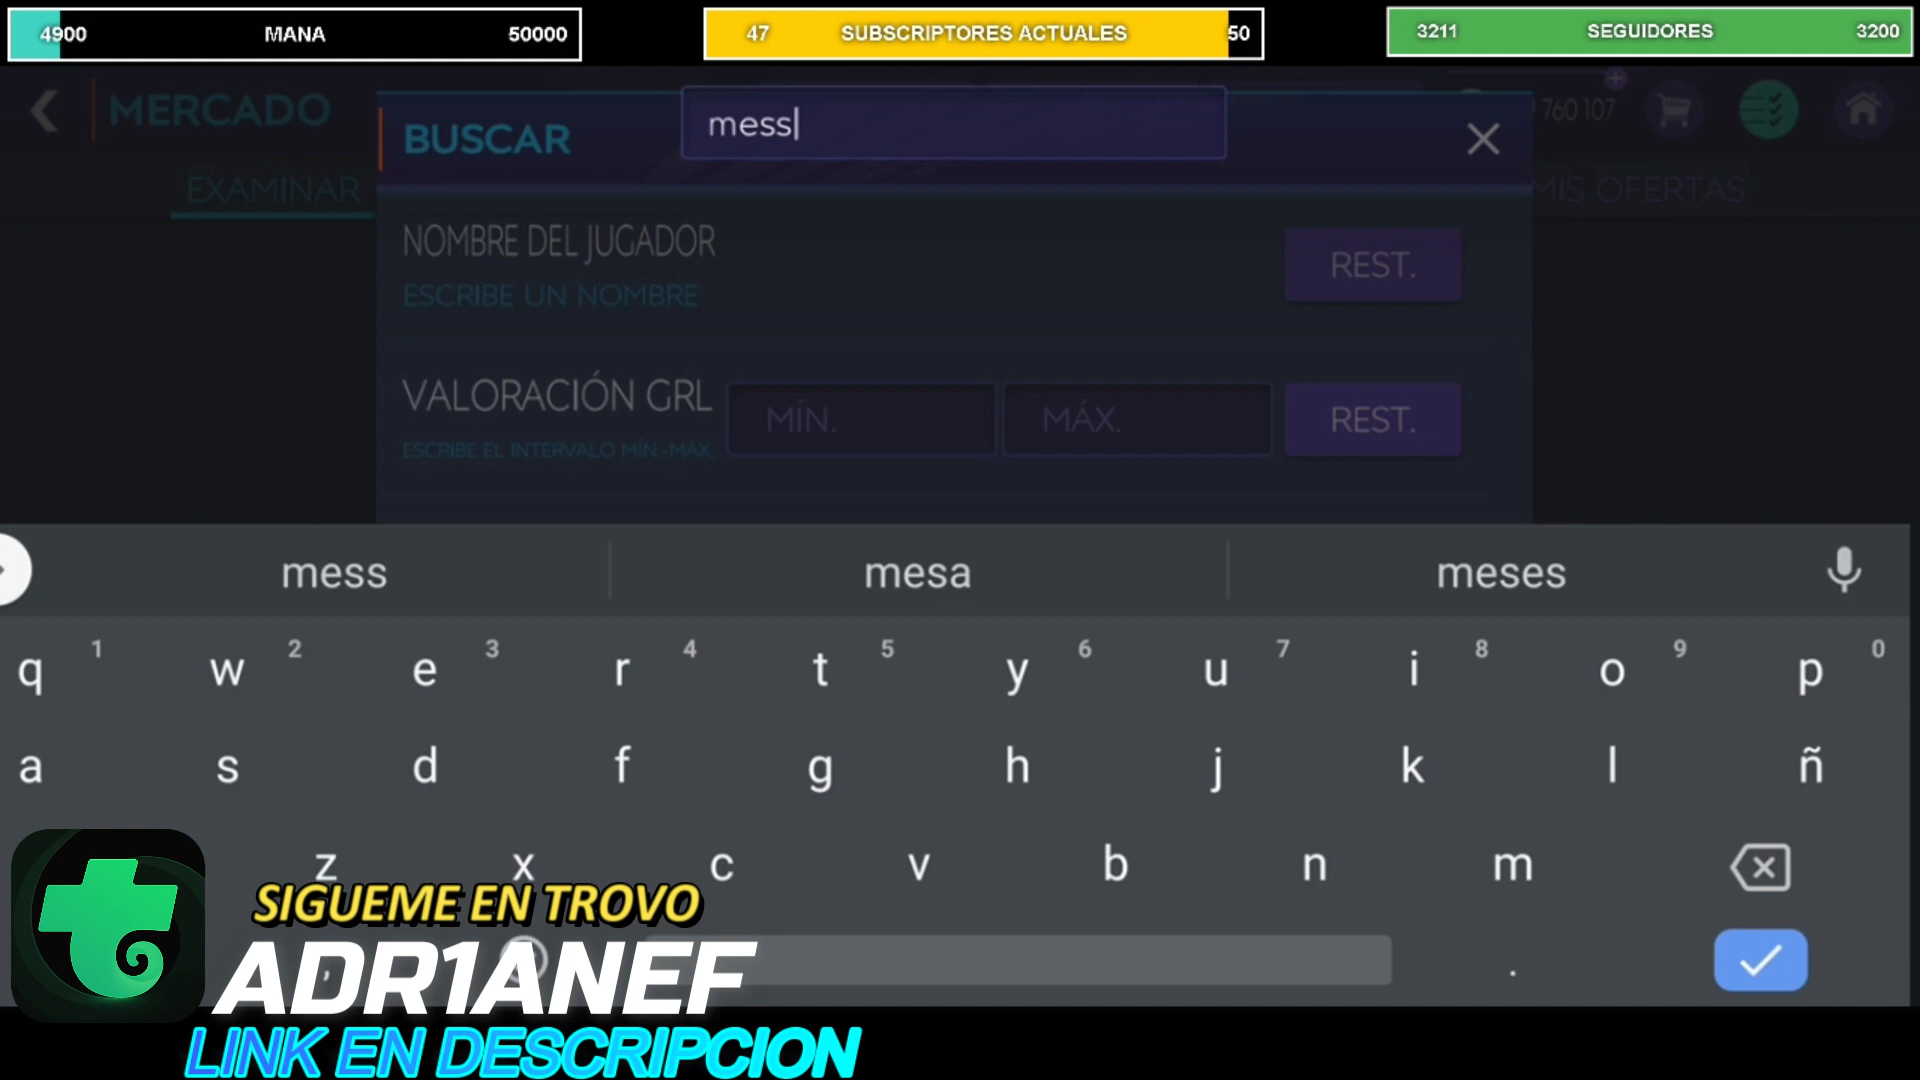 4900 MANA 50000
47 SUBSCRIPTORES ACTUALES 50
3211 SEGUIDORES 3200
MERCADO
BUSCAR
mess
760 107
EXAMINAR
MIS OFERTAS
NOMBRE DEL JUGADOR
ESCRIBE UN NOMBRE
REST.
VALORACIÓN GRL
MÍN.
MÁX.
REST.
ESCRIBE EL INTERVALO MÍN.-MÁX.
mess mesa meses
q 1 w 2 e 3 r 4 t 5 y 6 u 7 i 8 o 9 p 0
a s d f g h j k l ñ
z x c v b n m
, .
SIGUEME EN TROVO
ADR1ANEF
LINK EN DESCRIPCION